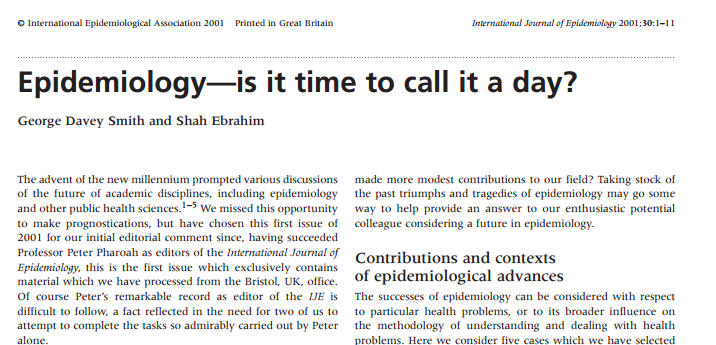 © International Epidemiological Association 2001 Printed in Great Britain
International Journal of Epidemiology 2001;30:1–11
Epidemiology—is it time to call it a day?
George Davey Smith and Shah Ebrahim
The advent of the new millennium prompted various discussions
of the future of academic disciplines, including epidemiology
and other public health sciences.1–5 We missed this opportunity
to make prognostications, but have chosen this first issue of
2001 for our initial editorial comment since, having succeeded
Professor Peter Pharoah as editors of the International Journal of
Epidemiology, this is the first issue which exclusively contains
material which we have processed from the Bristol, UK, office.
Of course Peter's remarkable record as editor of the IJE is
difficult to follow, a fact reflected in the need for two of us to
attempt to complete the tasks so admirably carried out by Peter
alone.
made more modest contributions to our field? Taking stock of
the past triumphs and tragedies of epidemiology may go some
way to help provide an answer to our enthusiastic potential
colleague considering a future in epidemiology.
Contributions and contexts
of epidemiological advances
The successes of epidemiology can be considered with respect
to particular health problems, or to its broader influence on
the methodology of understanding and dealing with health
problems. Here we consider five cases which we have selected